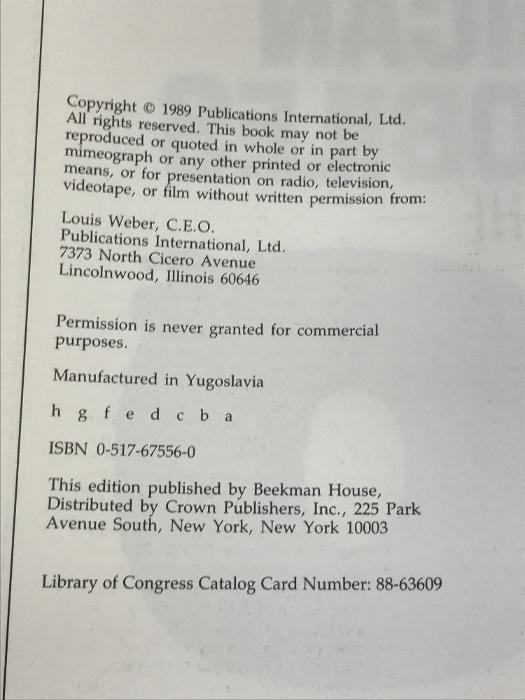 Copyright © 1989 Publications International, Ltd.
All rights reserved. This book may not be
reproduced or quoted in whole or in part by
mimeograph or any other printed or electronic
means, or for presentation on radio, television,
videotape, or film without written permission from:
Louis Weber, C.E.O.
Publications International, Ltd.
7373 North Cicero Avenue
Lincolnwood, Illinois 60646
Permission is never granted for commercial
purposes.
Manufactured in Yugoslavia
h g f e d c b a
ISBN 0-517-67556-0
This edition published by Beekman House,
Distributed by Crown Publishers, Inc., 225 Park
Avenue South, New York, New York 10003
Library of Congress Catalog Card Number: 88-63609